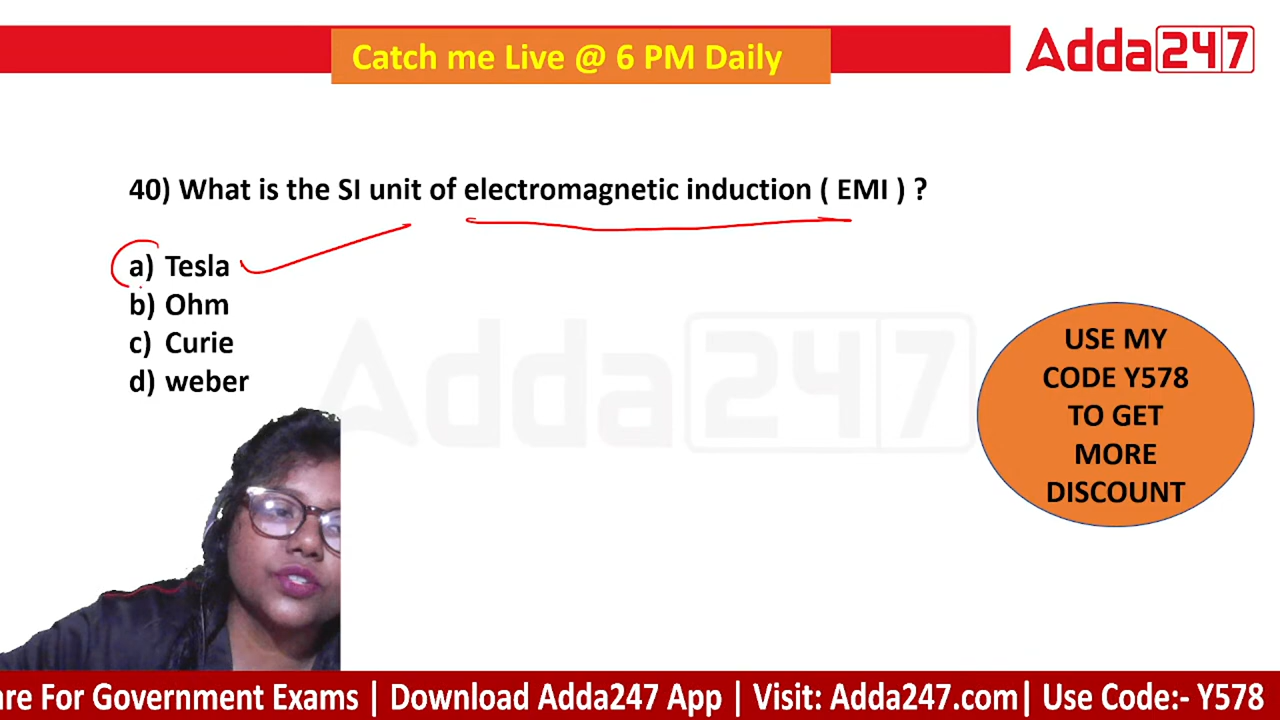 Catch me Live @ 6 PM Daily
Adda247
40) What is the SI unit of electromagnetic induction ( EMI ) ?
a) Tesla
b) Ohm
c) Curie
d) weber
Adda247
USE MY
CODE Y578
TO GET
MORE
DISCOUNT
are For Government Exams | Download Adda247 App | Visit: Adda247.com| Use Code:- Y578